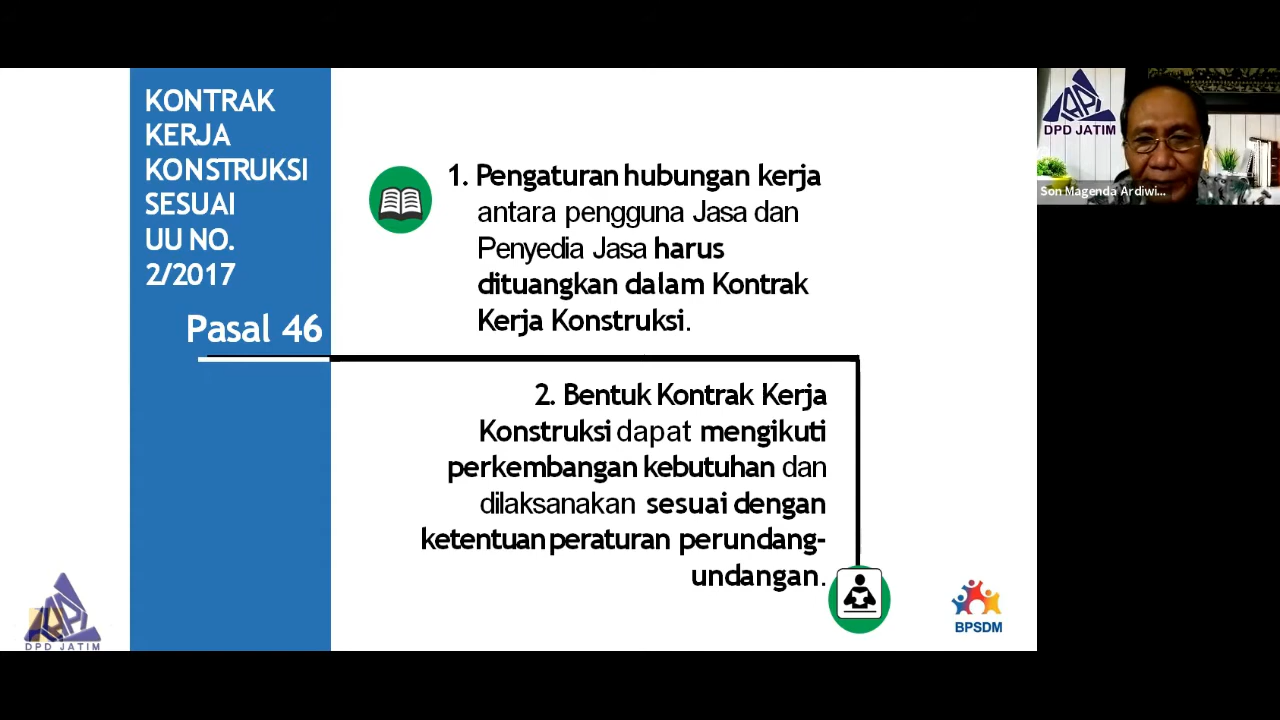 KONTRAK
KERJA
KONSTRUKSI
SESUAI
UU NO.
2/2017
Pasal 46
1. Pengaturan hubungan kerja
antara pengguna Jasa dan
Penyedia Jasa harus
dituangkan dalam Kontrak
Kerja Konstruksi.
2. Bentuk Kontrak Kerja
Konstruksi dapat mengikuti
perkembangan kebutuhan dan
dilaksanakan sesuai dengan
ketentuan peraturan perundang-
undangan.
DPD JATIM
BPSDM
DPD JATIM
Son Magenda Ardiwi...